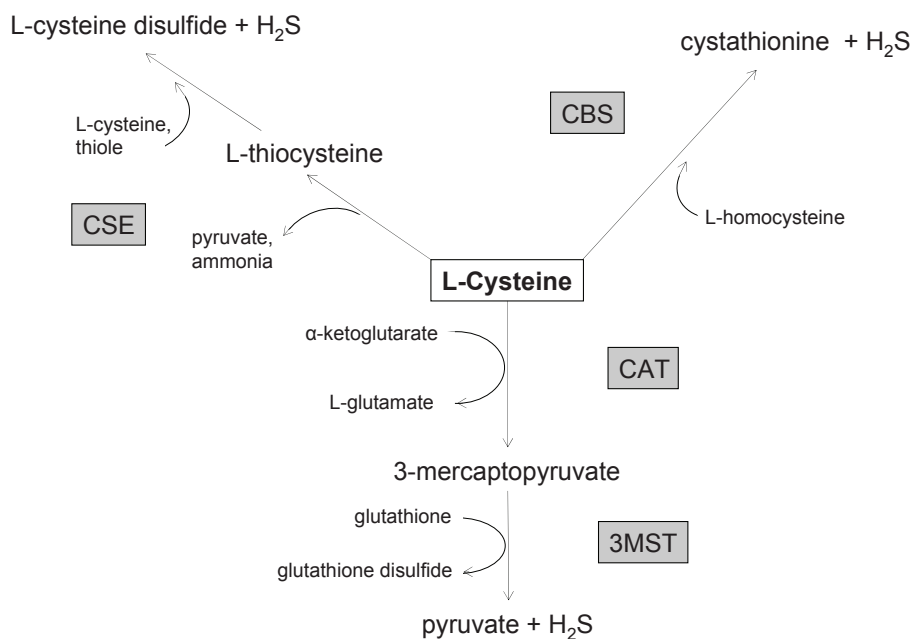 L-cysteine disulfide + H₂S
cystathionine + H₂S
CBS
L-cysteine,
thiole
L-thiocysteine
CSE
L-homocysteine
pyruvate,
ammonia
L-Cysteine
α-ketoglutarate
CAT
L-glutamate
3-mercaptopyruvate
glutathione
3MST
glutathione disulfide
pyruvate + H₂S